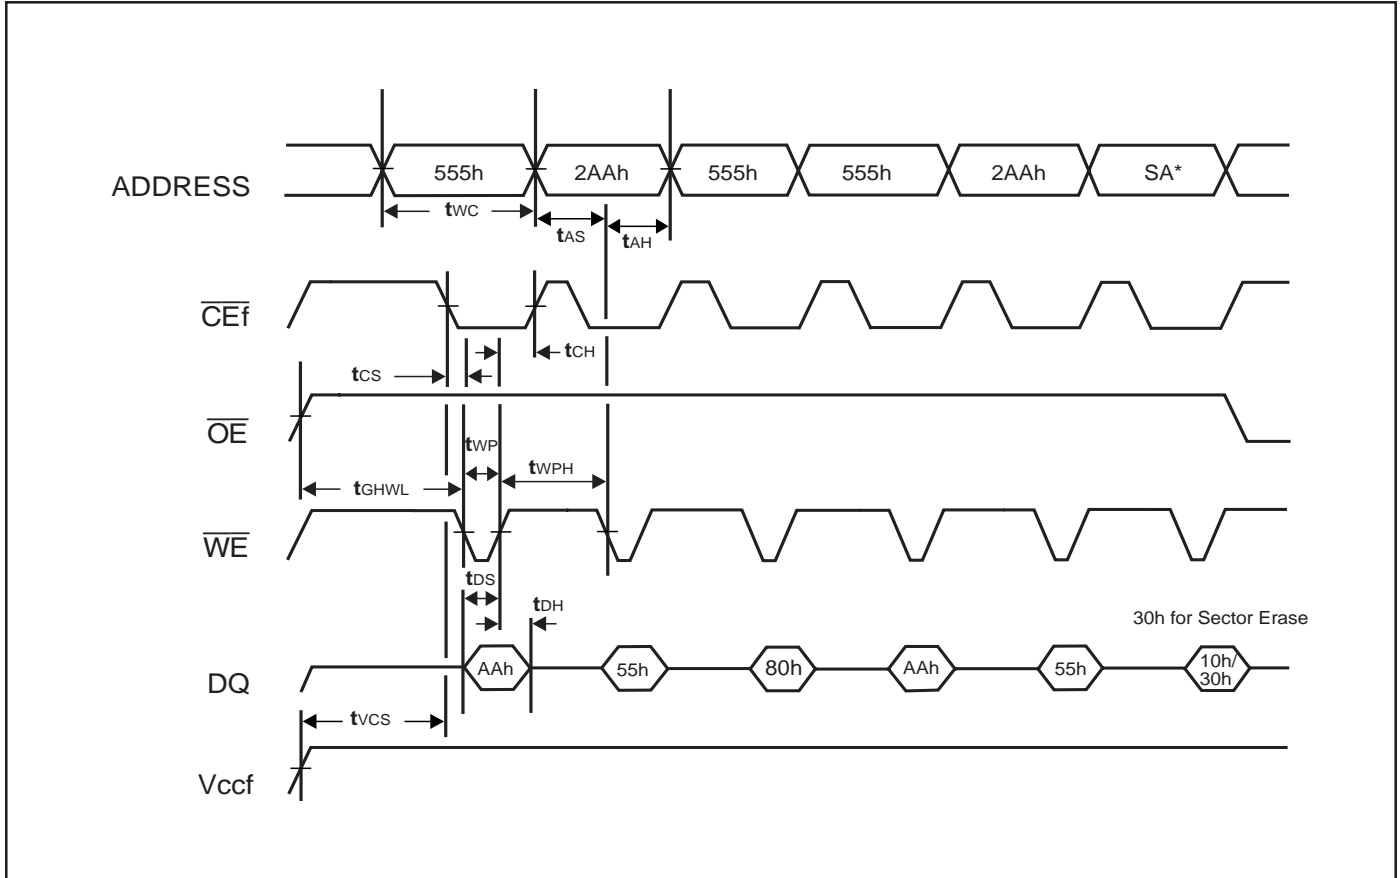 ADDRESS
555h
2AAh
555h
555h
2AAh
SA*
tWC
tAS
tAH
CEf
tCH
tCS
OE
tWP
tWPH
tGHWL
WE
tDS
tDH
30h for Sector Erase
DQ
AAh
55h
80h
AAh
55h
10h/
30h
tVCS
Vccf